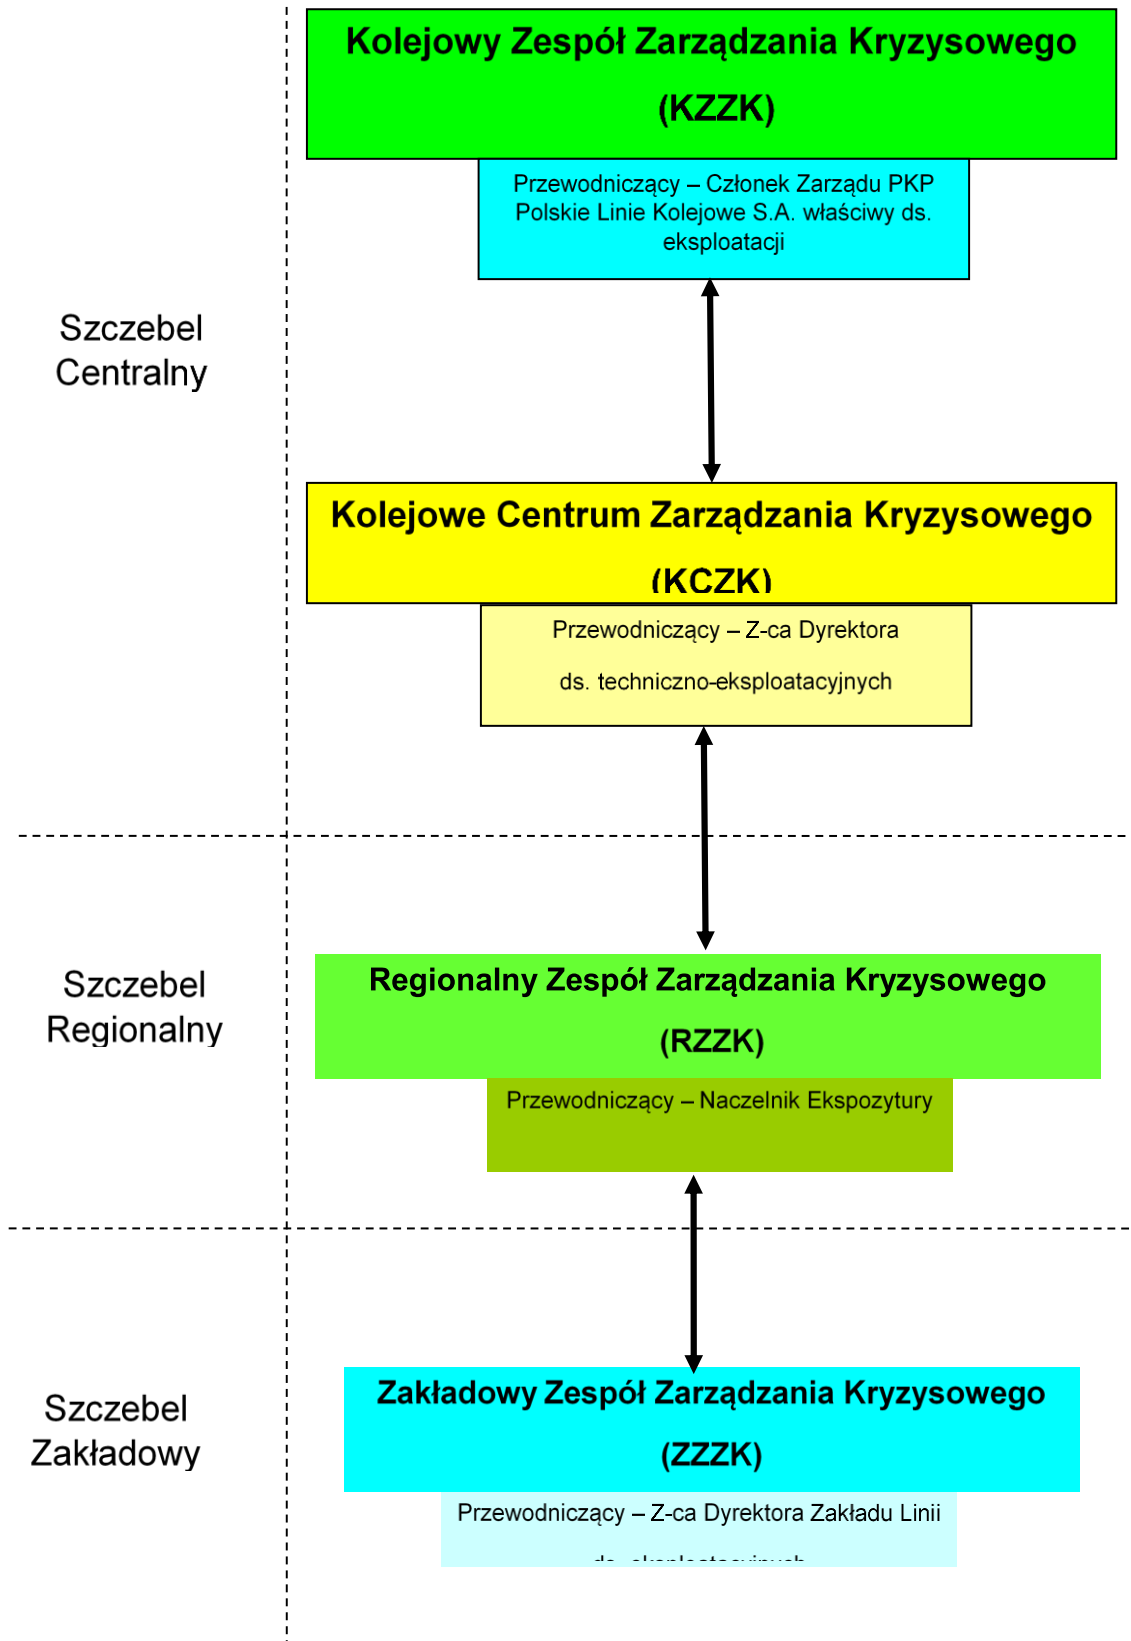 Kolejowy Zespół Zarządzania Kryzysowego
(KZZK)
Przewodniczący – Członek Zarządu PKP
Polskie Linie Kolejowe S.A. właściwy ds.
eksploatacji
Szczebel
Centralny
Kolejowe Centrum Zarządzania Kryzysowego
(KCZK)
Przewodniczący – Z-ca Dyrektora
ds. techniczno-eksploatacyjnych
Szczebel
Regionalny
Regionalny Zespół Zarządzania Kryzysowego
(RZZK)
Przewodniczący – Naczelnik Ekspozytury
Szczebel
Zakładowy
Zakładowy Zespół Zarządzania Kryzysowego
(ZZZK)
Przewodniczący – Z-ca Dyrektora Zakładu Linii
ds. eksploatacyjnych